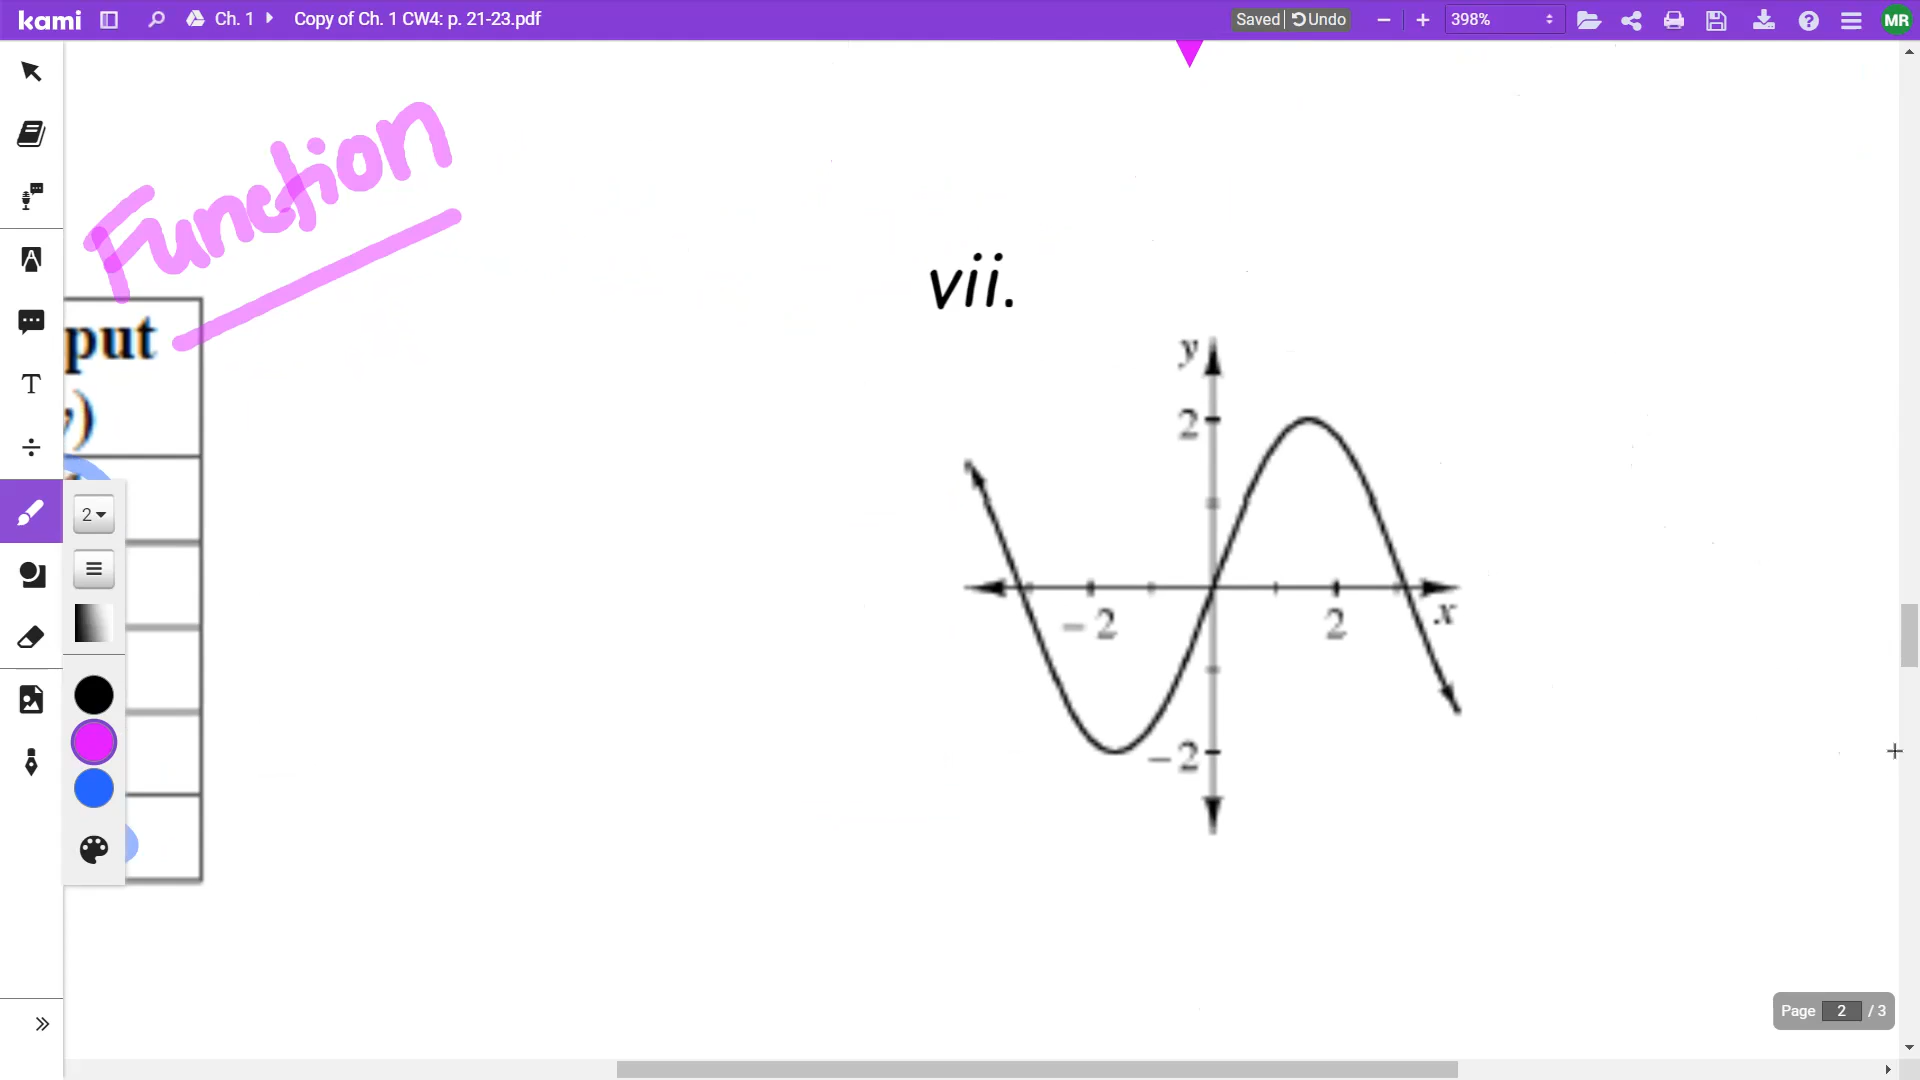 kami Ch. 1 Copy of Ch. 1 CW4: p. 21-23.pdf Saved Undo 398% MR
Function
put
)
vii.
y
2
-2 2 x
-2
T
2
Page 2 / 3